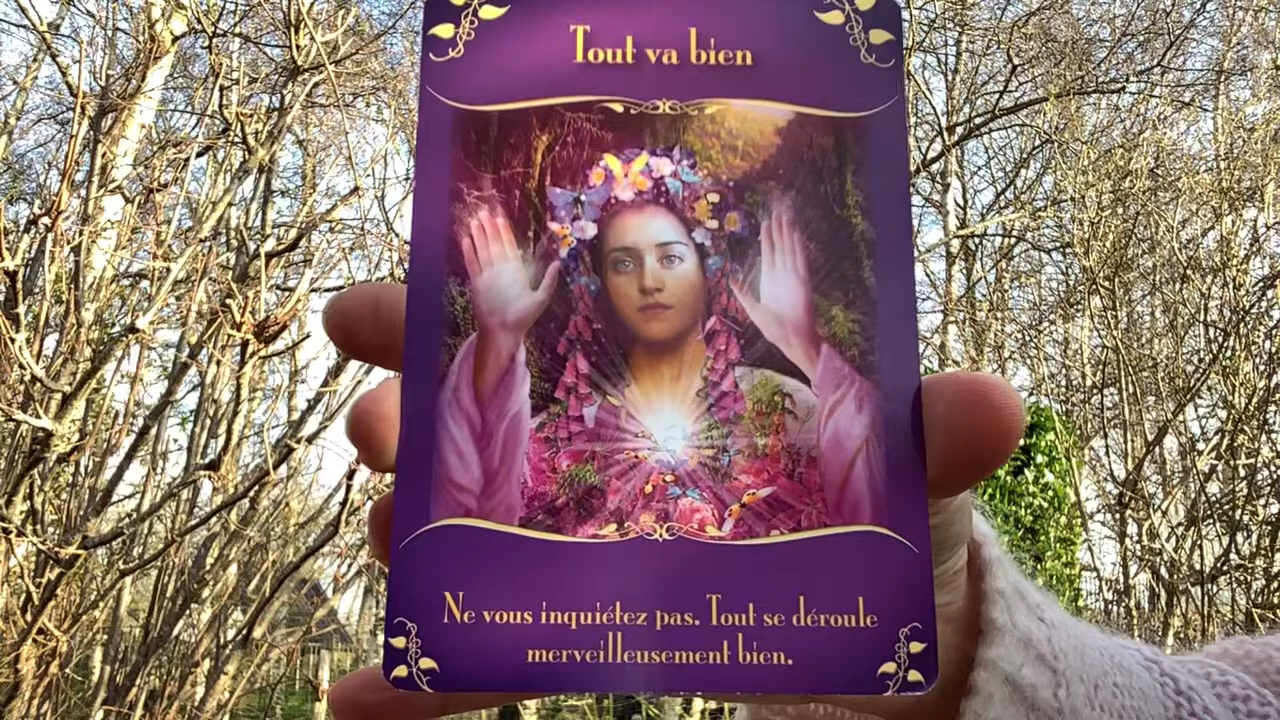 Tout va bien
Ne vous inquiétez pas. Tout se déroule
merveilleusement bien.